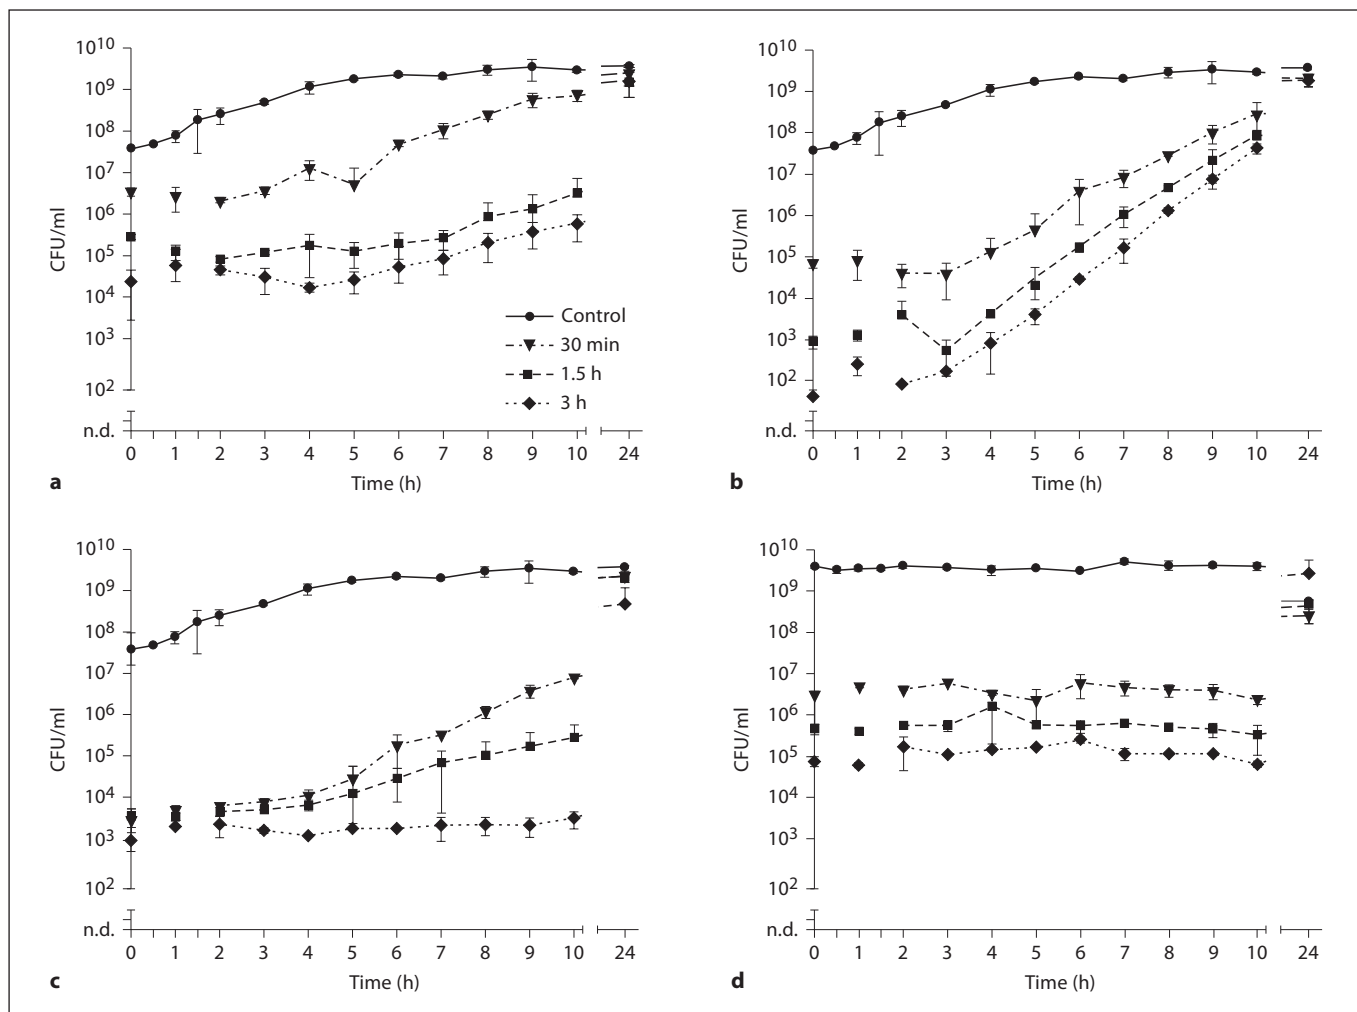 10¹⁰
10⁹
10⁸
10⁷
10⁶
10⁵
10⁴
10³
10²
n.d.
CFU/ml
0 1 2 3 4 5 6 7 8 9 10 24
Time (h)
Control
30 min
1.5 h
3 h
a
10¹⁰
10⁹
10⁸
10⁷
10⁶
10⁵
10⁴
10³
10²
n.d.
CFU/ml
0 1 2 3 4 5 6 7 8 9 10 24
Time (h)
b
10¹⁰
10⁹
10⁸
10⁷
10⁶
10⁵
10⁴
10³
10²
n.d.
CFU/ml
0 1 2 3 4 5 6 7 8 9 10 24
Time (h)
c
10¹⁰
10⁹
10⁸
10⁷
10⁶
10⁵
10⁴
10³
10²
n.d.
CFU/ml
0 1 2 3 4 5 6 7 8 9 10 24
Time (h)
d